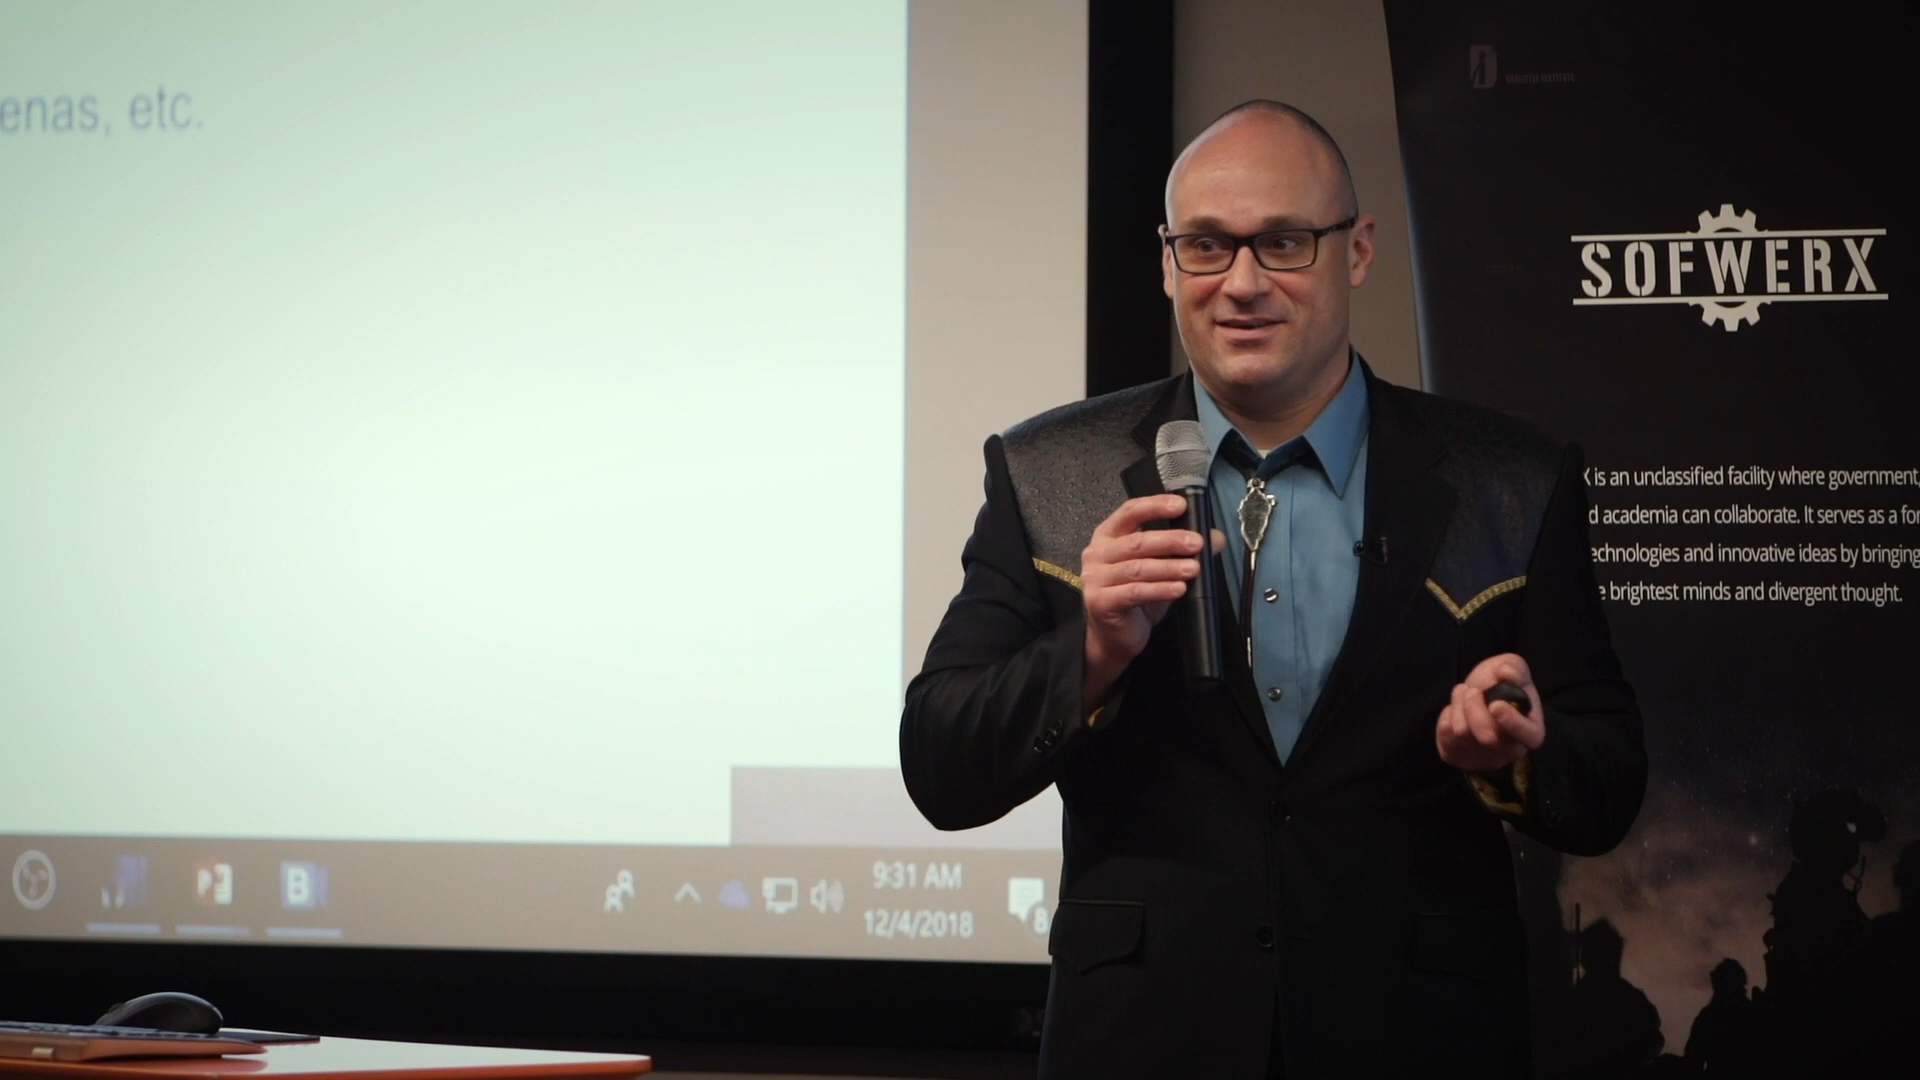 enas, etc.
9:31 AM
12/4/2018
8
SOFWERX
X is an unclassified facility where government,
d academia can collaborate. It serves as a for
echnologies and innovative ideas by bringing
e brightest minds and divergent thought.